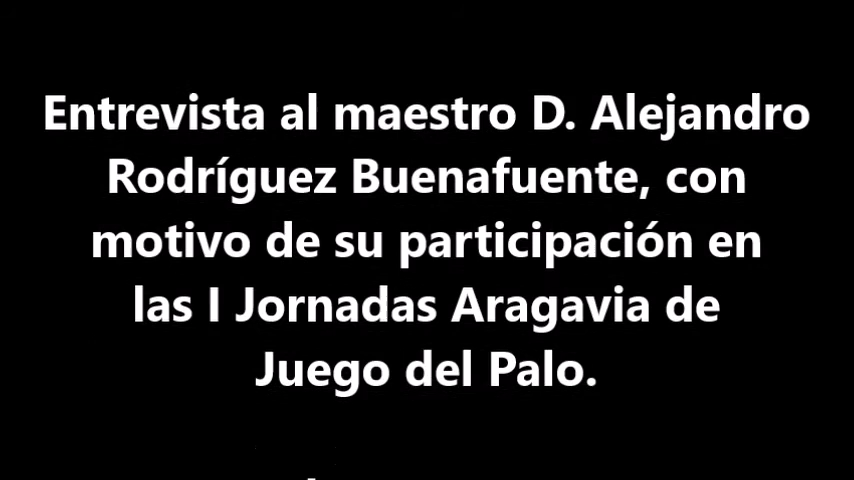 Entrevista al maestro D. Alejandro
Rodríguez Buenafuente, con
motivo de su participación en
las I Jornadas Aragavia de
Juego del Palo.